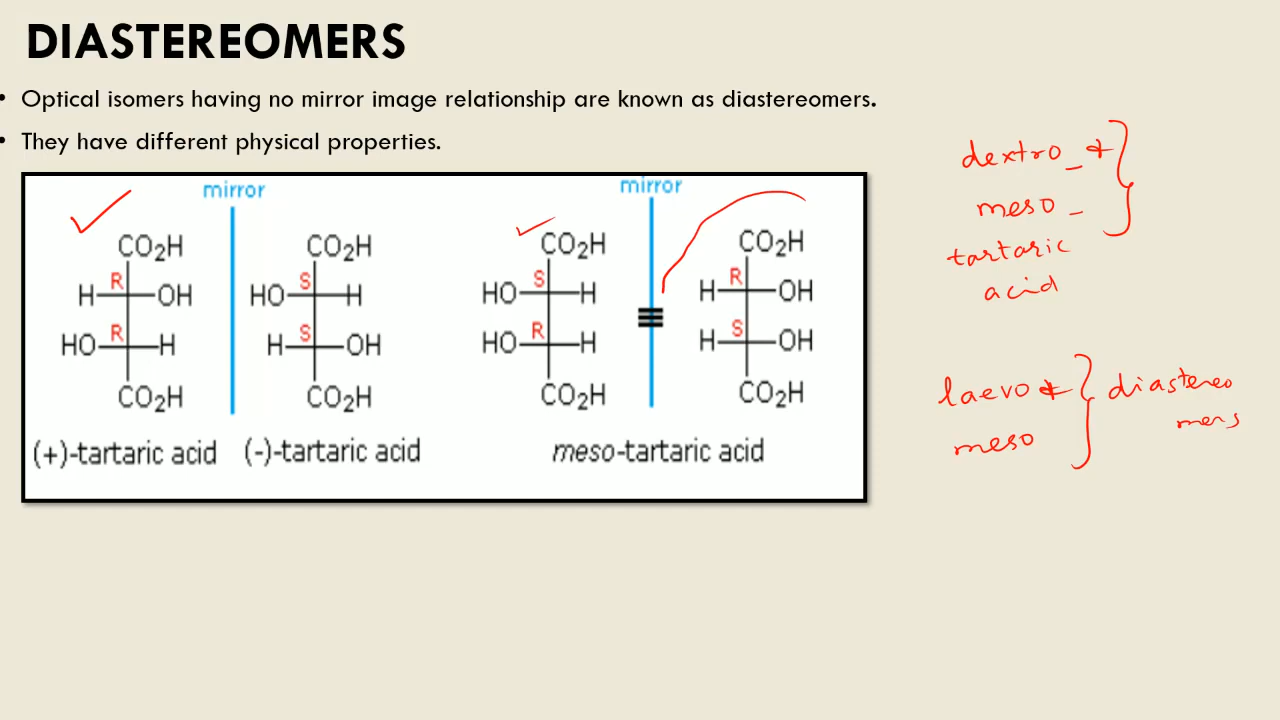 DIASTEREOMERS
• Optical isomers having no mirror image relationship are known as diastereomers.
• They have different physical properties.
mirror
CO₂H
R
H OH
R
HO H
CO₂H
(+)-tartaric acid
CO₂H
S
HO H
S
H OH
CO₂H
(-)-tartaric acid
mirror
CO₂H
S
HO H
R
HO H
CO₂H
≡
CO₂H
R
H OH
S
H OH
CO₂H
meso-tartaric acid
dextro - &
meso -
tartaric
acid
laevo &
meso
diastereo
mers